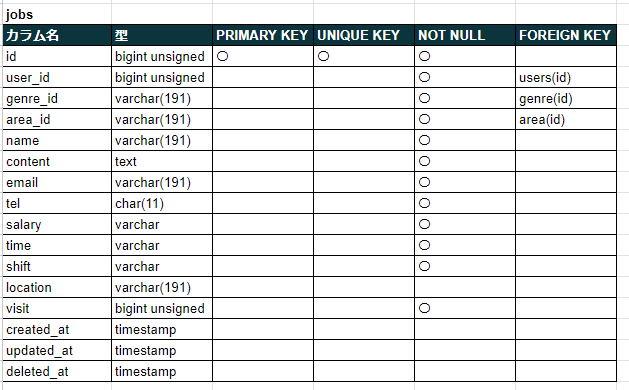 jobs
カラム名 型 PRIMARY KEY UNIQUE KEY NOT NULL FOREIGN KEY
id bigint unsigned 〇 〇 〇
user_id bigint unsigned 〇 users(id)
genre_id varchar(191) 〇 genre(id)
area_id varchar(191) 〇 area(id)
name varchar(191) 〇
content text 〇
email varchar(191) 〇
tel char(11) 〇
salary varchar 〇
time varchar 〇
shift varchar 〇
location varchar(191)
visit bigint unsigned 〇
created_at timestamp
updated_at timestamp
deleted_at timestamp